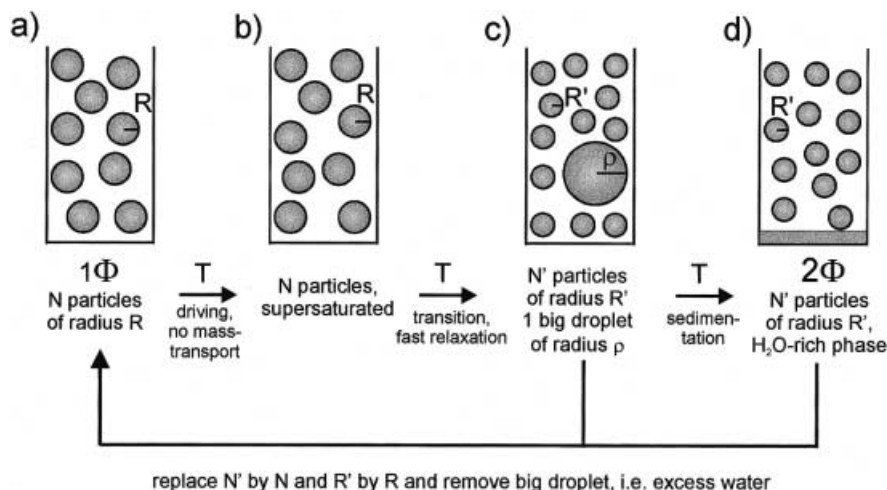 a)
b)
c)
d)
R
R
R'
ρ
R'
1Φ
N particles
of radius R
T
driving,
no mass-
transport
N particles,
supersaturated
T
transition,
fast relaxation
N' particles
of radius R'
1 big droplet
of radius ρ
T
sedimen-
tation
2Φ
N' particles
of radius R',
H₂O-rich phase
replace N' by N and R' by R and remove big droplet, i.e. excess water